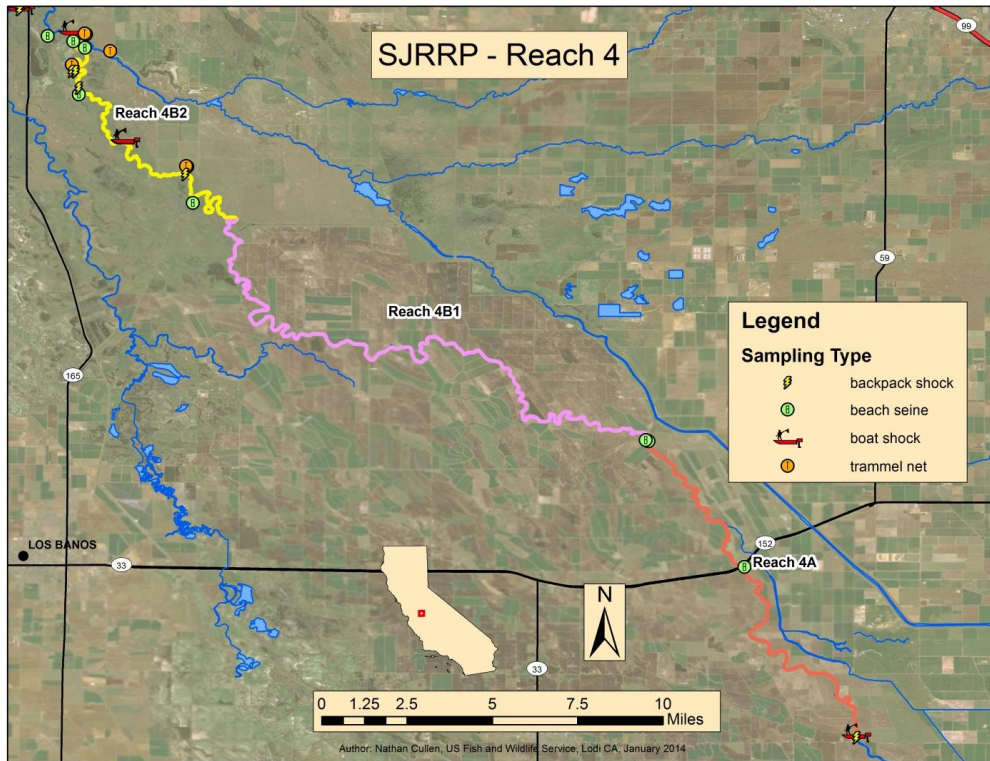 SJRRP - Reach 4
99
Reach 4B2
59
Reach 4B1
Legend
Sampling Type
backpack shock
B beach seine
boat shock
T trammel net
165
LOS BANOS
33
152
Reach 4A
N
33
0 1.25 2.5 5 7.5 10
Miles
Author: Nathan Cullen, US Fish and Wildlife Service, Lodi CA, January 2014